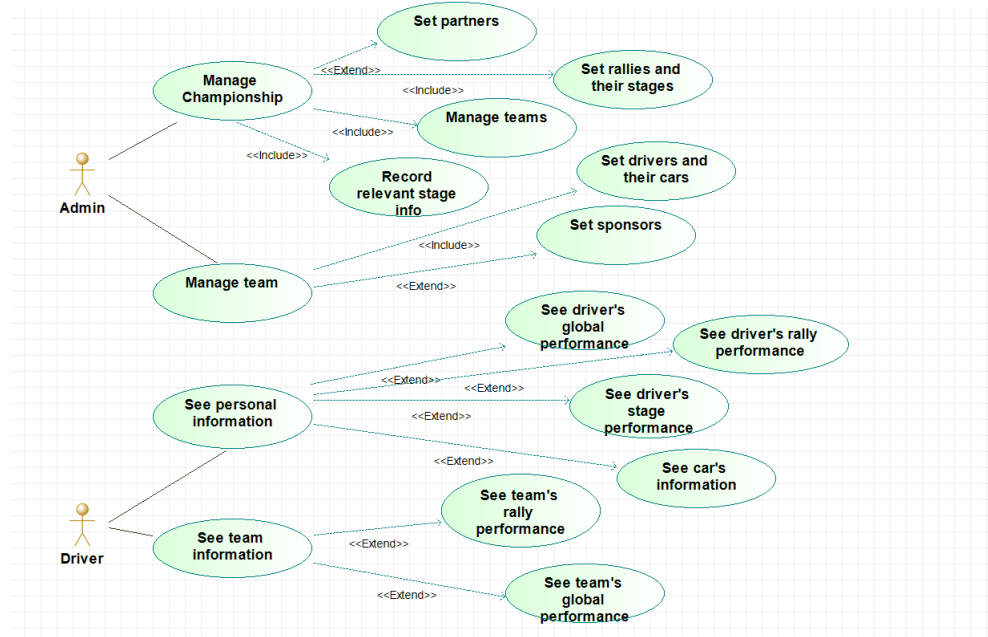 Set partners
<<Extend>>
Set rallies and
their stages
Manage
Championship
<<Include>>
Manage teams
<<Include>>
<<Include>>
Set drivers and
their cars
Record
relevant stage
info
Admin
Set sponsors
<<Include>>
Manage team
<<Extend>>
See driver's
global
performance
See driver's rally
performance
<<Extend>>
<<Extend>>
See driver's
stage
performance
See personal
information
<<Extend>>
<<Extend>>
See car's
information
See team's
rally
performance
See team
information
<<Extend>>
Driver
See team's
global
performance
<<Extend>>